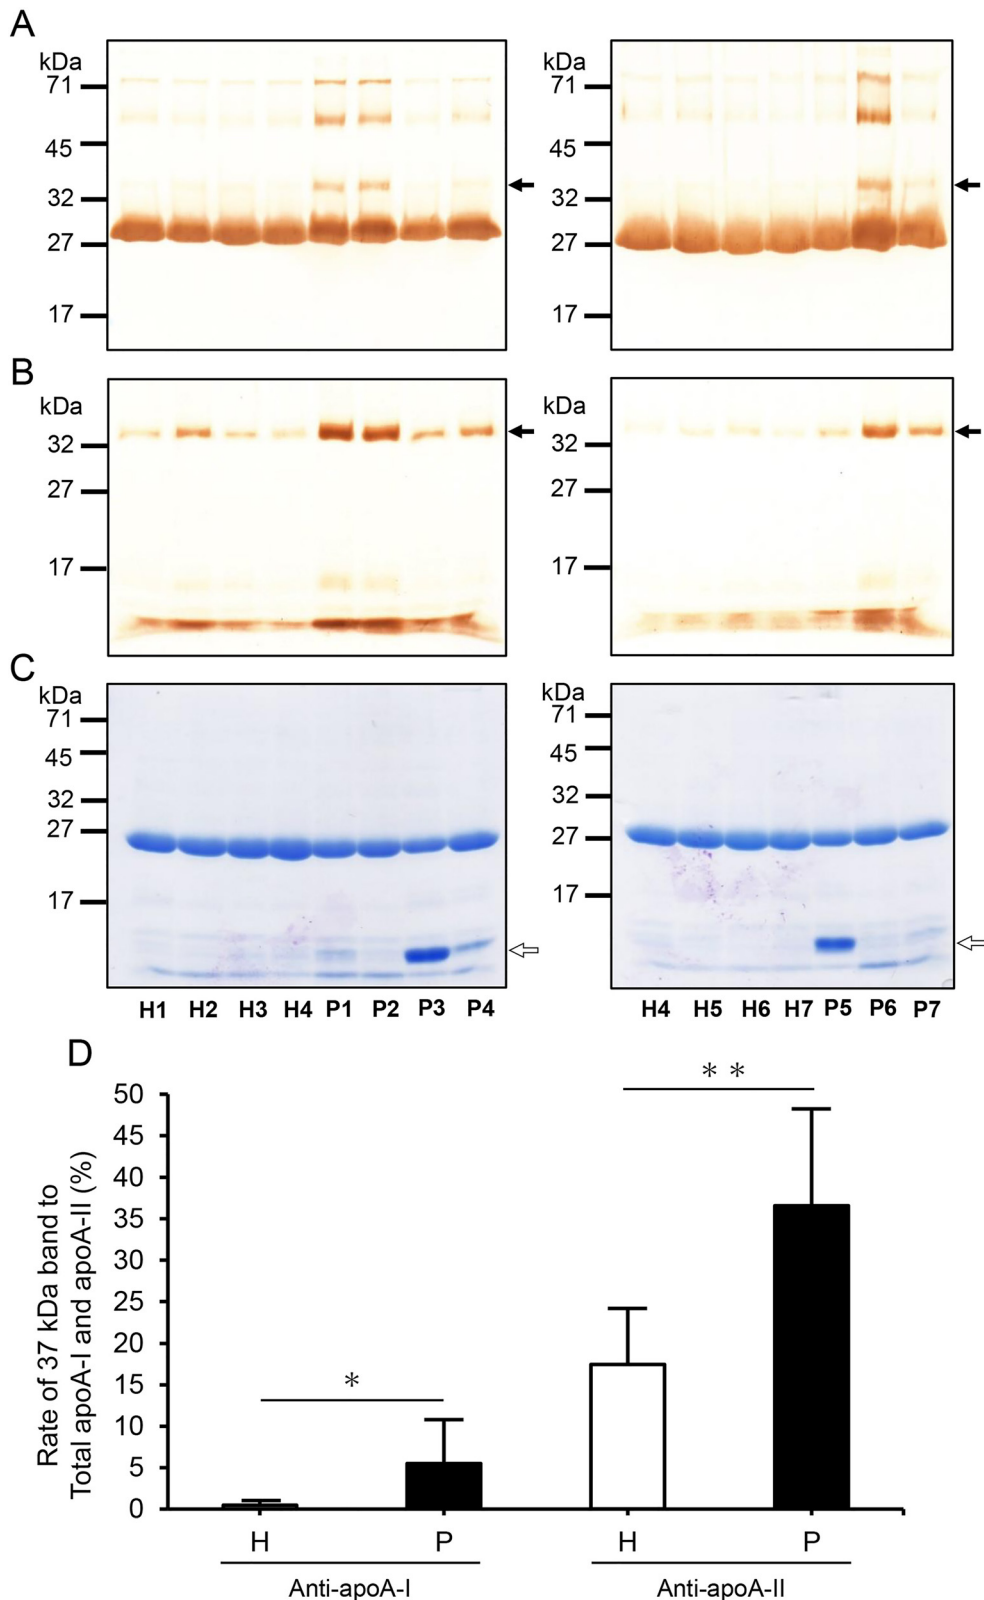 A
kDa
71
45
32
27
17
kDa
71
45
32
27
17
B
kDa
32
27
17
kDa
32
27
17
C
kDa
71
45
32
27
17
kDa
71
45
32
27
17
H1 H2 H3 H4 P1 P2 P3 P4
H4 H5 H6 H7 P5 P6 P7
D
Rate of 37 kDa band to
Total apoA-I and apoA-II (%)
50
45
40
35
30
25
20
15
10
5
0
*
**
H P H P
Anti-apoA-I Anti-apoA-II